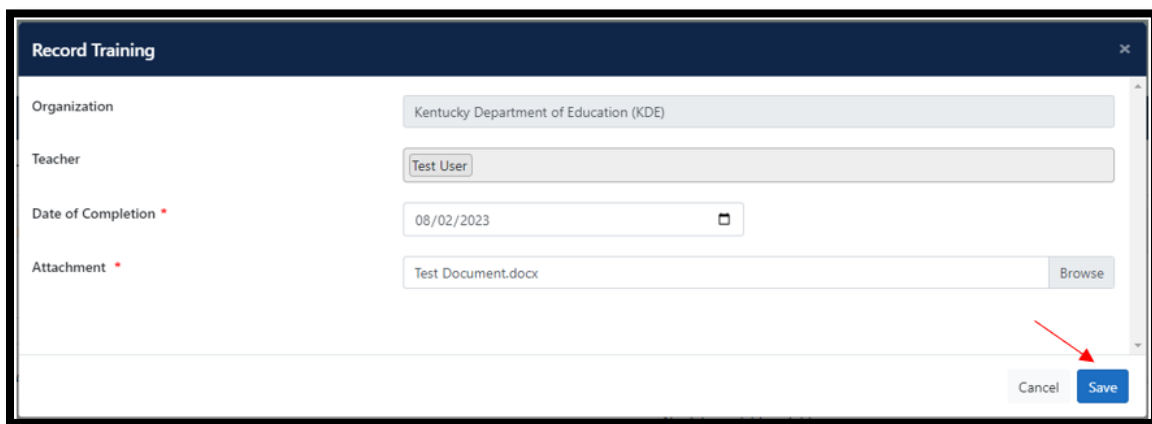 Record Training ×
Organization Kentucky Department of Education (KDE)
Teacher Test User
Date of Completion * 08/02/2023
Attachment * Test Document.docx Browse
Cancel Save